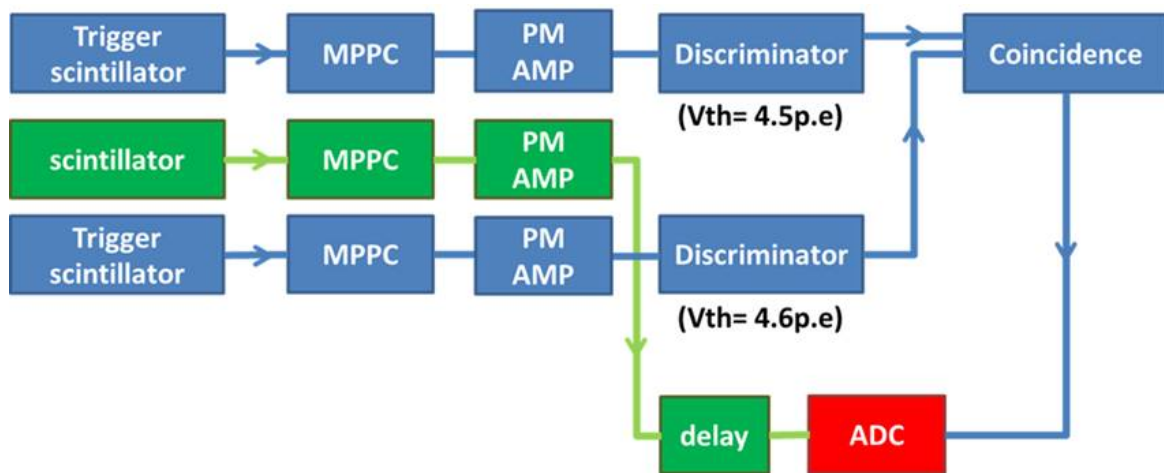 Trigger
scintillator
MPPC
PM
AMP
Discriminator
Coincidence
(Vth= 4.5p.e)
scintillator
MPPC
PM
AMP
Trigger
scintillator
MPPC
PM
AMP
Discriminator
(Vth= 4.6p.e)
delay
ADC